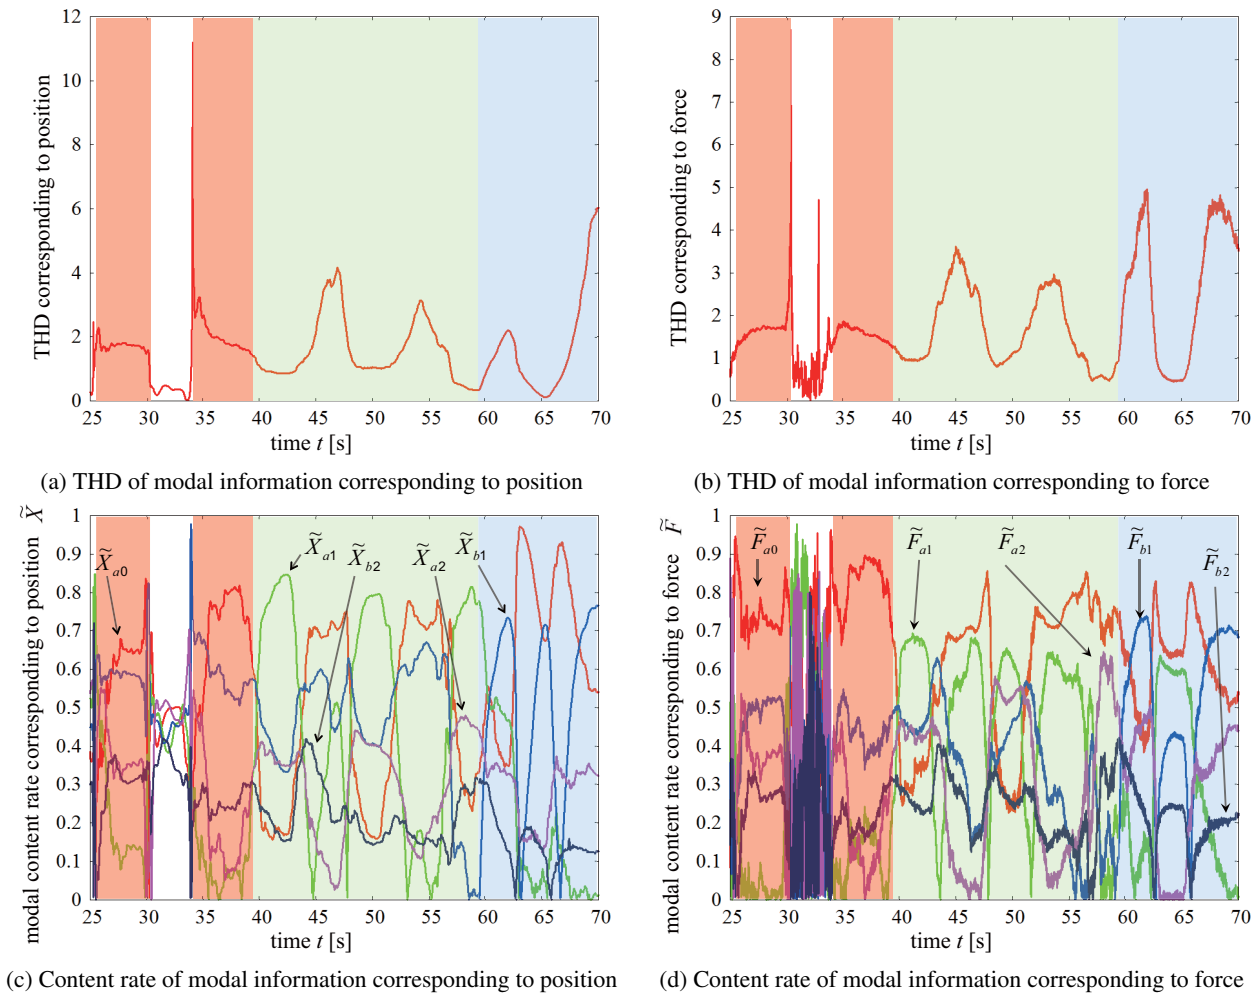 THD corresponding to position
12
10
8
6
4
2
0
25 30 35 40 45 50 55 60 65 70
time t [s]
(a) THD of modal information corresponding to position
THD corresponding to force
9
8
7
6
5
4
3
2
1
0
25 30 35 40 45 50 55 60 65 70
time t [s]
(b) THD of modal information corresponding to force
modal content rate corresponding to position X̃
1
0.9
0.8
0.7
0.6
0.5
0.4
0.3
0.2
0.1
0
X̃a0
X̃a1
X̃b2
X̃a2
X̃b1
25 30 35 40 45 50 55 60 65 70
time t [s]
(c) Content rate of modal information corresponding to position
modal content rate corresponding to force F̃
1
0.9
0.8
0.7
0.6
0.5
0.4
0.3
0.2
0.1
0
F̃a0
F̃a1
F̃a2
F̃b1
F̃b2
25 30 35 40 45 50 55 60 65 70
time t [s]
(d) Content rate of modal information corresponding to force